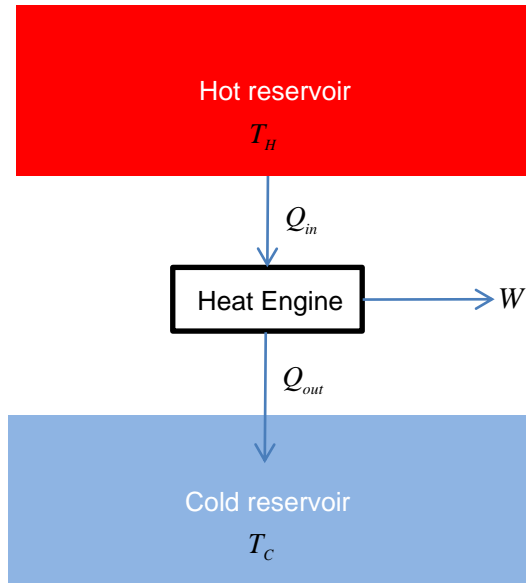 Hot reservoir
T_H
Q_in
Heat Engine
W
Q_out
Cold reservoir
T_C